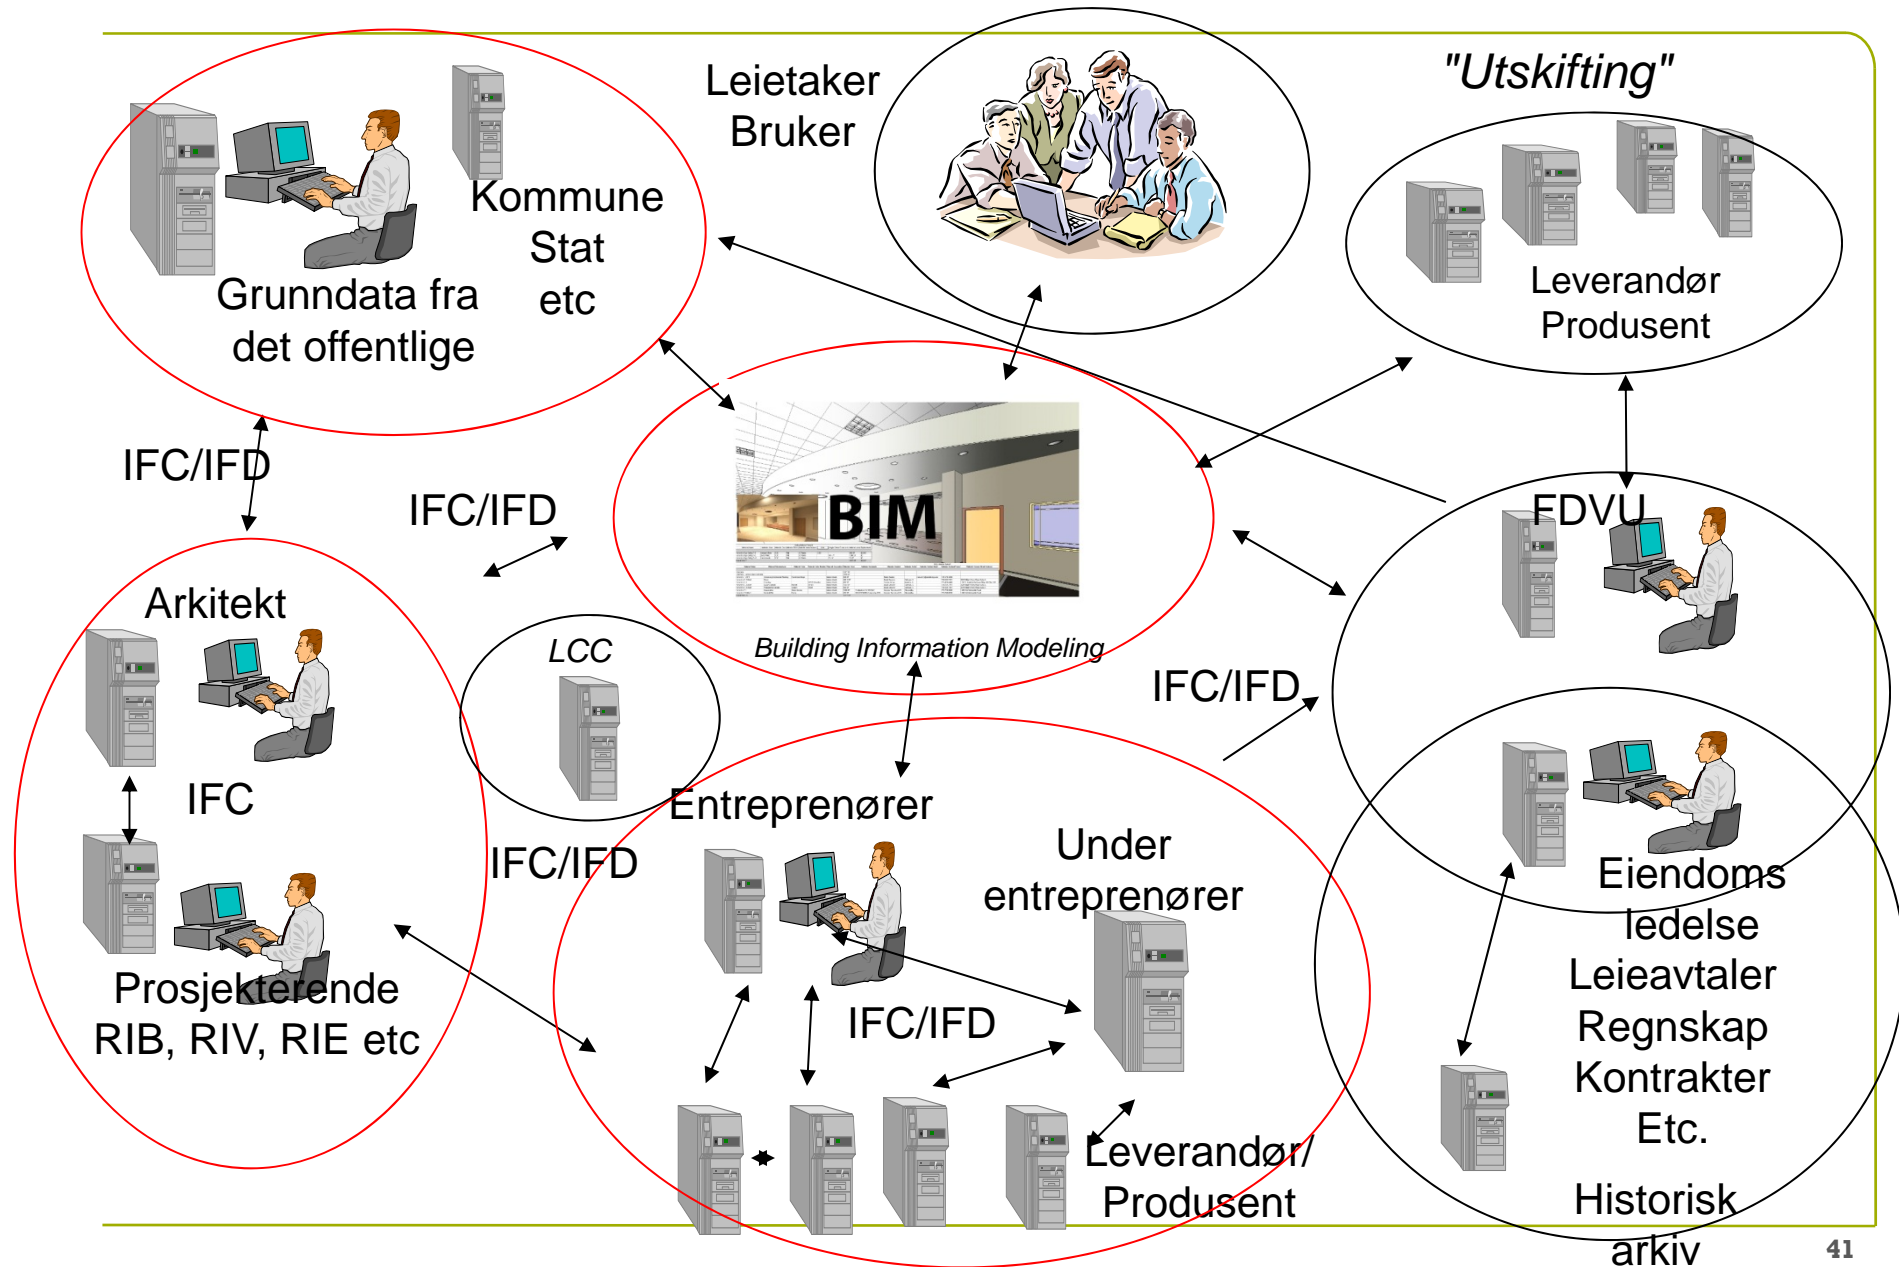 Leietaker
Bruker
"Utskifting"
Kommune
Stat
etc
Grunndata fra
det offentlige
Leverandør
Produsent
IFC/IFD
IFC/IFD
BIM
Building Information Modeling
FDVU
Arkitekt
IFC
LCC
IFC/IFD
IFC/IFD
Entreprenører
Under
entreprenører
IFC/IFD
Prosjekterende
RIB, RIV, RIE etc
Leverandør/
Produsent
Eiendoms
ledelse
Leieavtaler
Regnskap
Kontrakter
Etc.
Historisk
arkiv
41